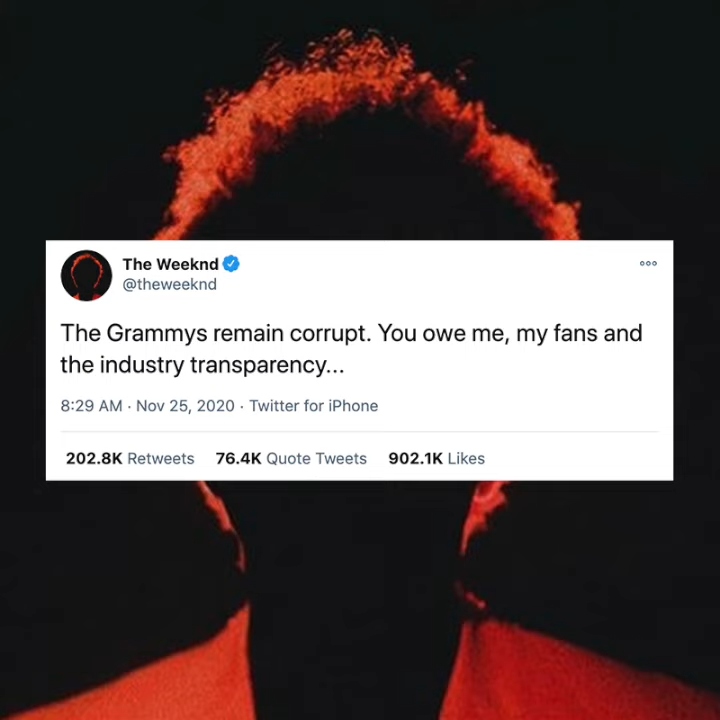 The Weeknd
@theweeknd
The Grammys remain corrupt. You owe me, my fans and
the industry transparency...
8:29 AM · Nov 25, 2020 · Twitter for iPhone
202.8K Retweets 76.4K Quote Tweets 902.1K Likes